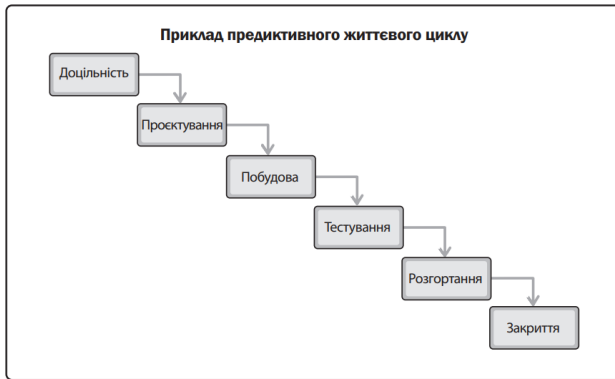 Приклад предиктивного життєвого циклу
Доцільність
Проєктування
Побудова
Тестування
Розгортання
Закриття